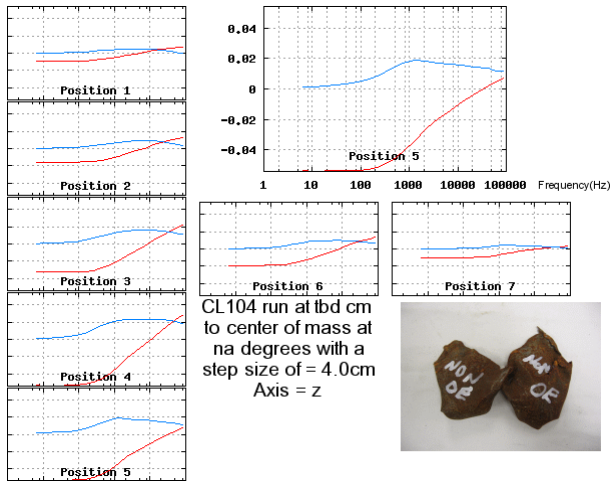 Position 1
Position 2
Position 3
Position 4
Position 5
0.04
0.02
0
-0.02
-0.04
Position 5
1 10 100 1000 10000 100000 Frequency(Hz)
Position 6
Position 7
CL104 run at tbd cm
to center of mass at
na degrees with a
step size of = 4.0cm
Axis = z
NON
OE
NON
OE